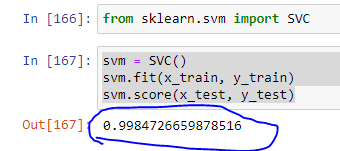 In [166]: from sklearn.svm import SVC
In [167]: svm = SVC()
svm.fit(x_train, y_train)
svm.score(x_test, y_test)
Out[167]: 0.9984726659878516